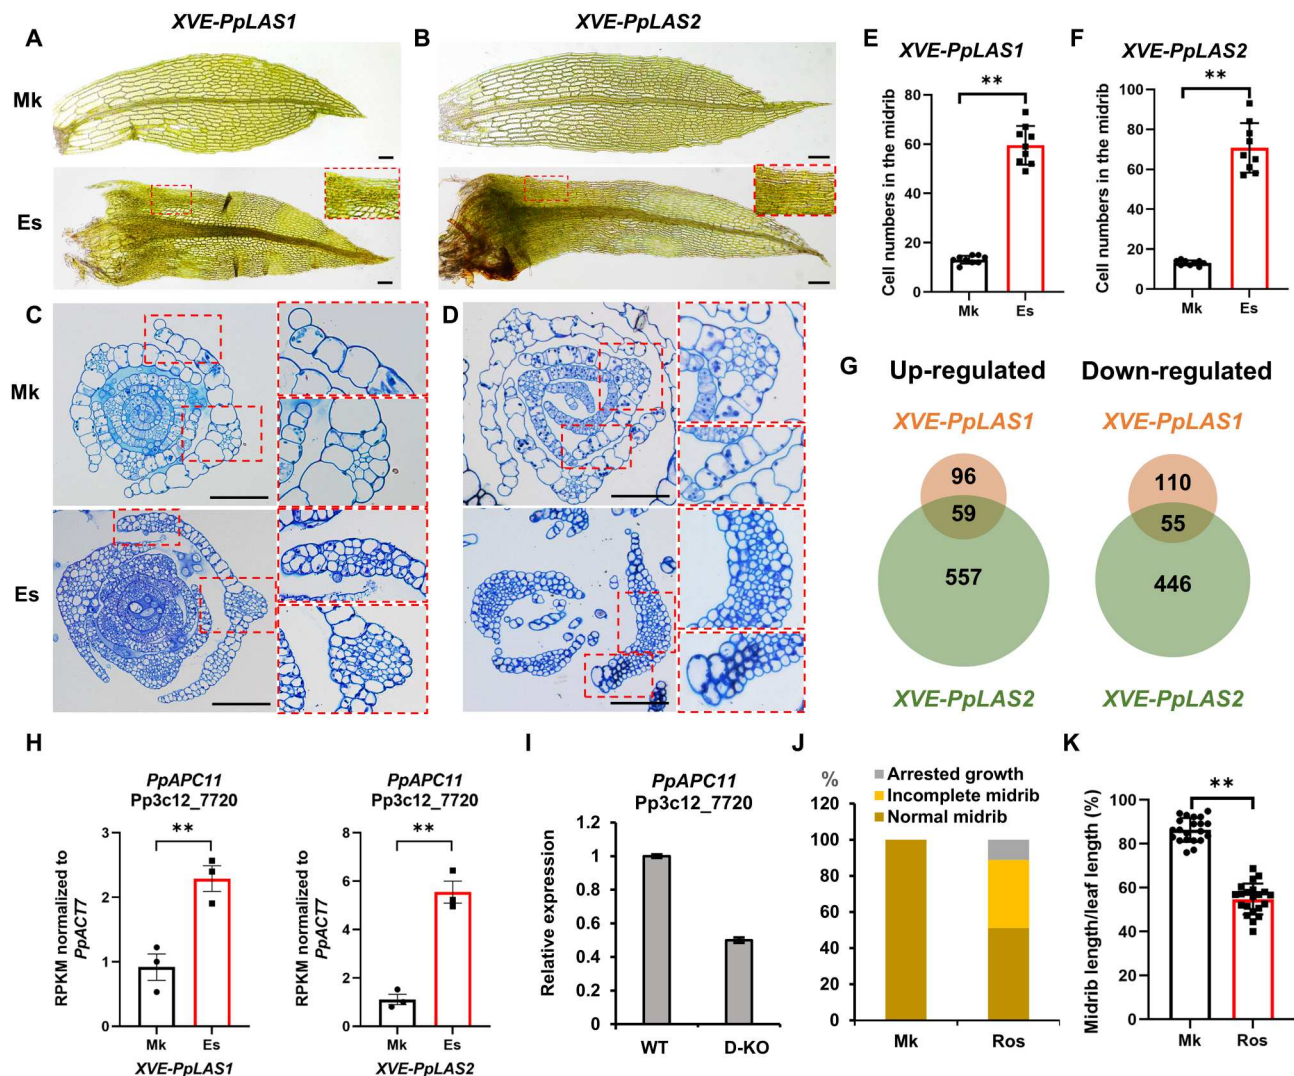 XVE-PpLAS1
XVE-PpLAS2
A
B
Mk
Es
C
D
Mk
Es
E
XVE-PpLAS1
**
Cell numbers in the midrib
80
60
40
20
0
Mk
Es
F
XVE-PpLAS2
**
Cell numbers in the midrib
100
80
60
40
20
0
Mk
Es
G
Up-regulated
Down-regulated
XVE-PpLAS1
XVE-PpLAS1
96
59
557
110
55
446
XVE-PpLAS2
XVE-PpLAS2
H
PpAPC11
Pp3c12_7720
**
RPKM normalized to
PpACT7
3
2
1
0
Mk
Es
XVE-PpLAS1
PpAPC11
Pp3c12_7720
**
RPKM normalized to
PpACT7
8
6
4
2
0
Mk
Es
XVE-PpLAS2
I
PpAPC11
Pp3c12_7720
Relative expression
1.2
1
0.8
0.6
0.4
0.2
0
WT
D-KO
J
%
Arrested growth
Incomplete midrib
Normal midrib
120
100
80
60
40
20
0
Mk
Ros
K
**
Midrib length/leaf length (%)
100
80
60
40
20
0
Mk
Ros